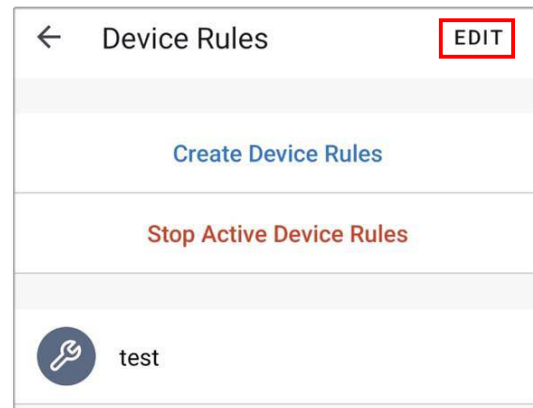 Device Rules EDIT
Create Device Rules
Stop Active Device Rules
test